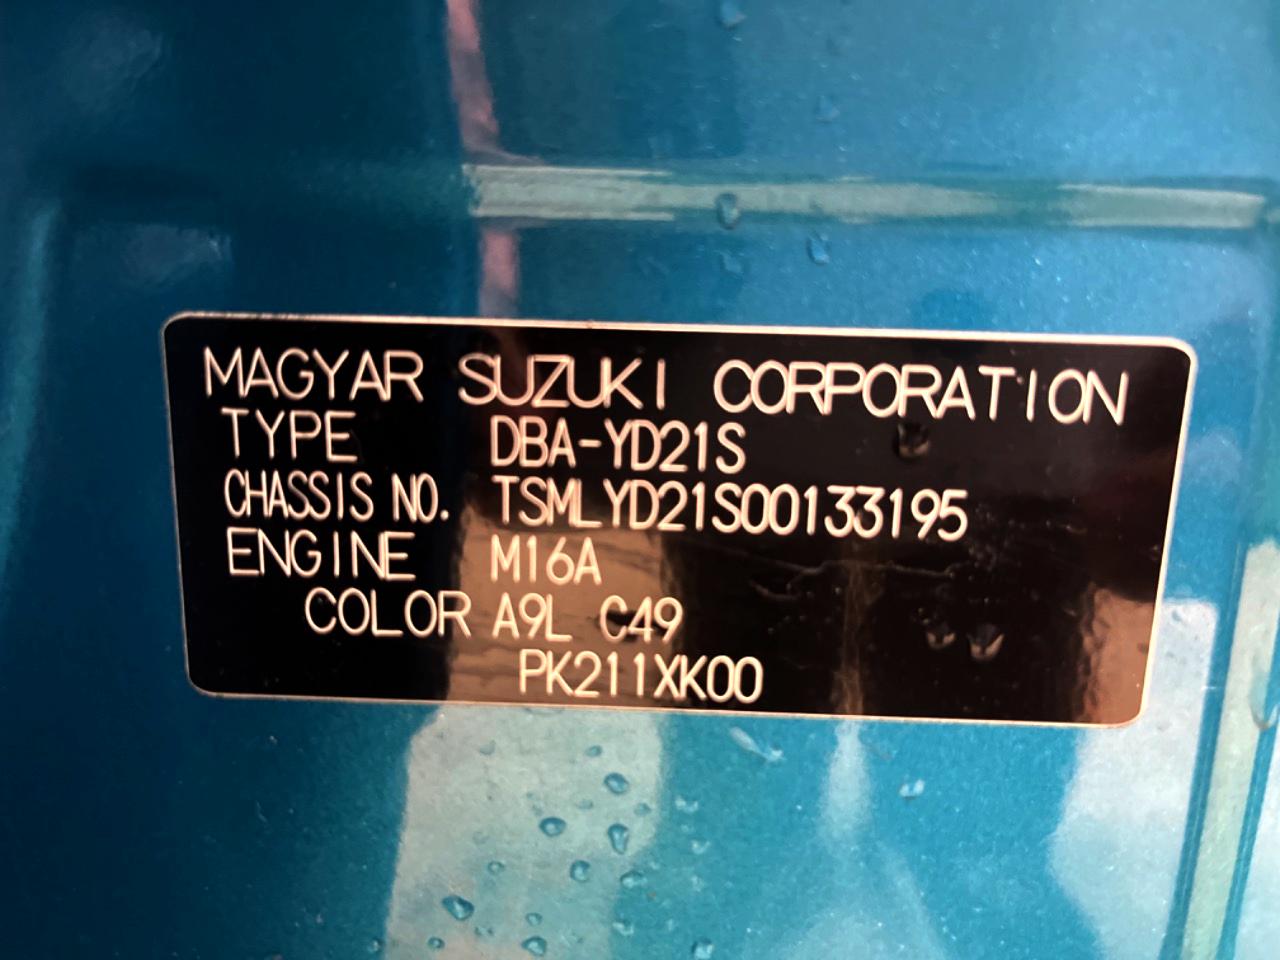 MAGYAR SUZUKI CORPORATION
TYPE DBA-YD21S
CHASSIS NO. TSMLYD21S00133195
ENGINE M16A
COLOR A9L C49
PK211XK00